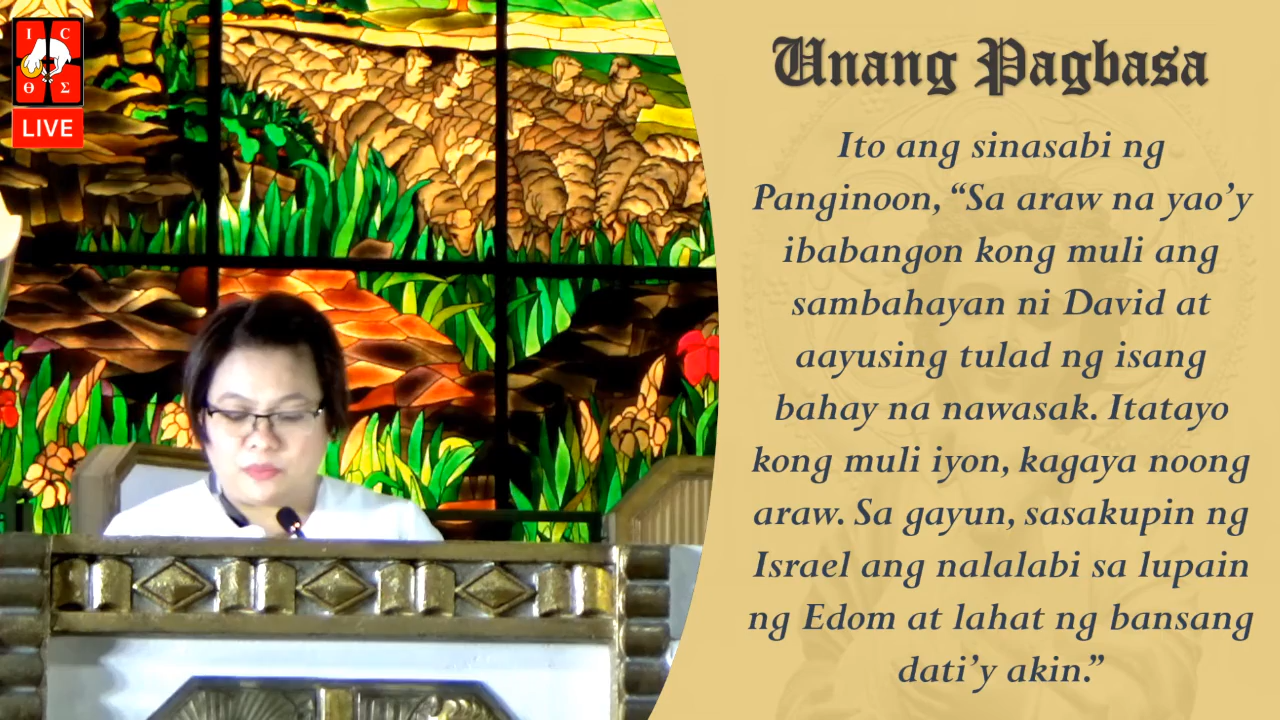 I C
Θ Σ
LIVE
Unang Pagbasa
Ito ang sinasabi ng
Panginoon, “Sa araw na yao’y
ibabangon kong muli ang
sambahayan ni David at
aayusing tulad ng isang
bahay na nawasak. Itatayo
kong muli iyon, kagaya noong
araw. Sa gayun, sasakupin ng
Israel ang nalalabi sa lupain
ng Edom at lahat ng bansang
dati’y akin.”